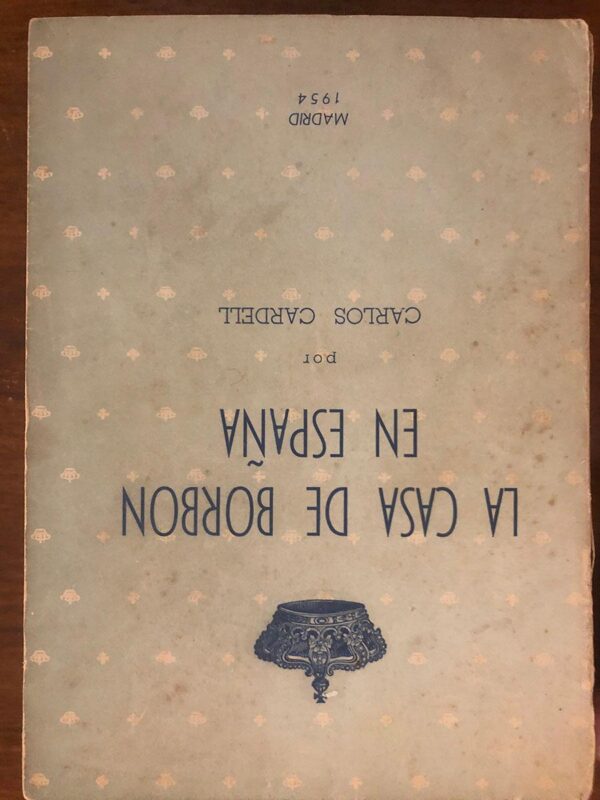 LA CASA DE BORBON
EN ESPAÑA
por
CARLOS CARDELL
MADRID
1954